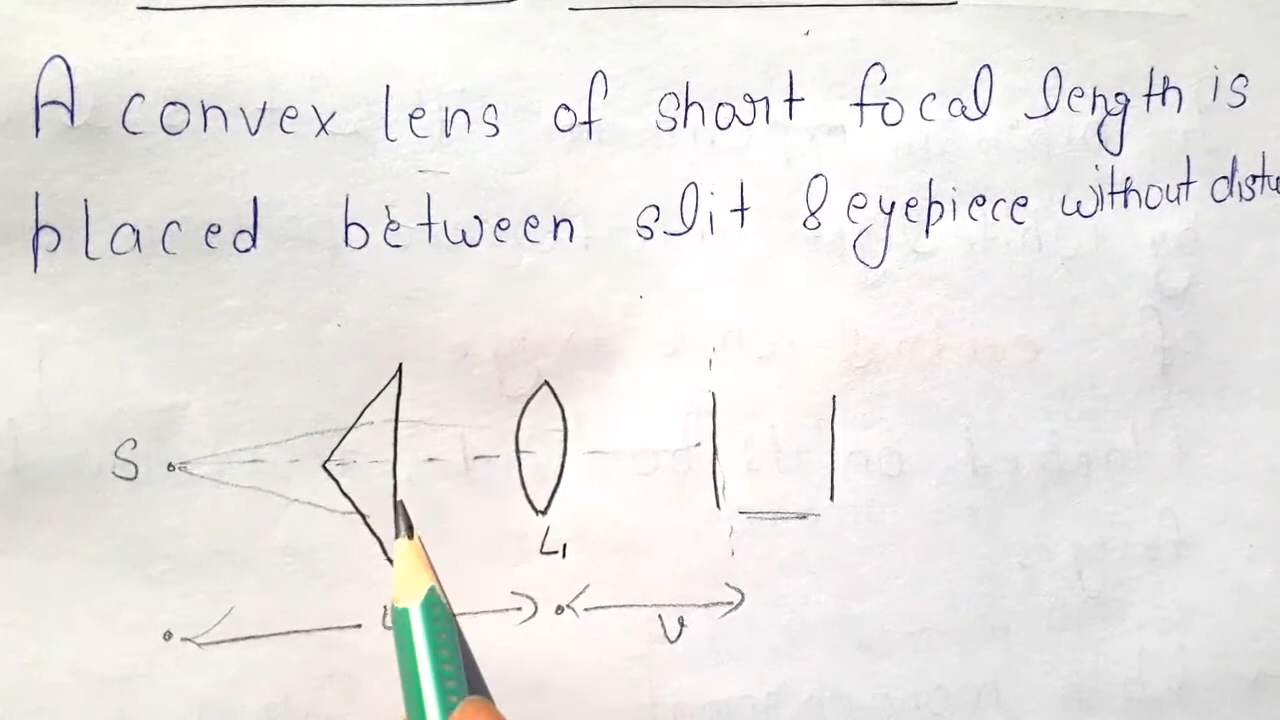 A convex lens of short focal length is
placed between slit & eyepiece without
S
L1
v